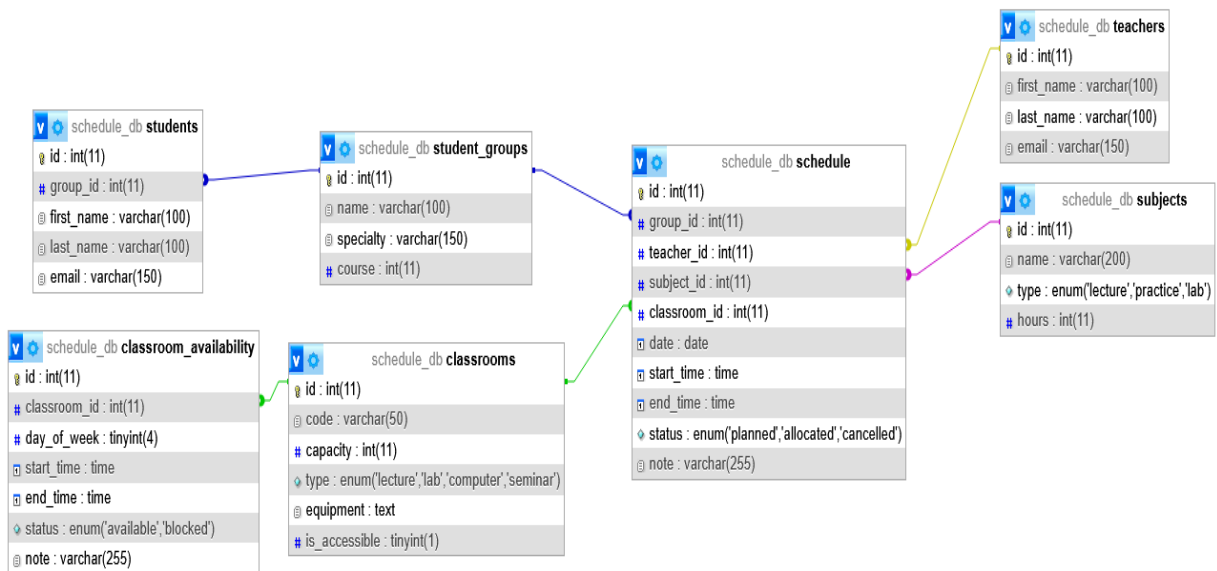 schedule_db students
id : int(11)
group_id : int(11)
first_name : varchar(100)
last_name : varchar(100)
email : varchar(150)
schedule_db student_groups
id : int(11)
name : varchar(100)
specialty : varchar(150)
course : int(11)
schedule_db schedule
id : int(11)
group_id : int(11)
teacher_id : int(11)
subject_id : int(11)
classroom_id : int(11)
date : date
start_time : time
end_time : time
status : enum('planned','allocated','cancelled')
note : varchar(255)
schedule_db teachers
id : int(11)
first_name : varchar(100)
last_name : varchar(100)
email : varchar(150)
schedule_db subjects
id : int(11)
name : varchar(200)
type : enum('lecture','practice','lab')
hours : int(11)
schedule_db classroom_availability
id : int(11)
classroom_id : int(11)
day_of_week : tinyint(4)
start_time : time
end_time : time
status : enum('available','blocked')
note : varchar(255)
schedule_db classrooms
id : int(11)
code : varchar(50)
capacity : int(11)
type : enum('lecture','lab','computer','seminar')
equipment : text
is_accessible : tinyint(1)